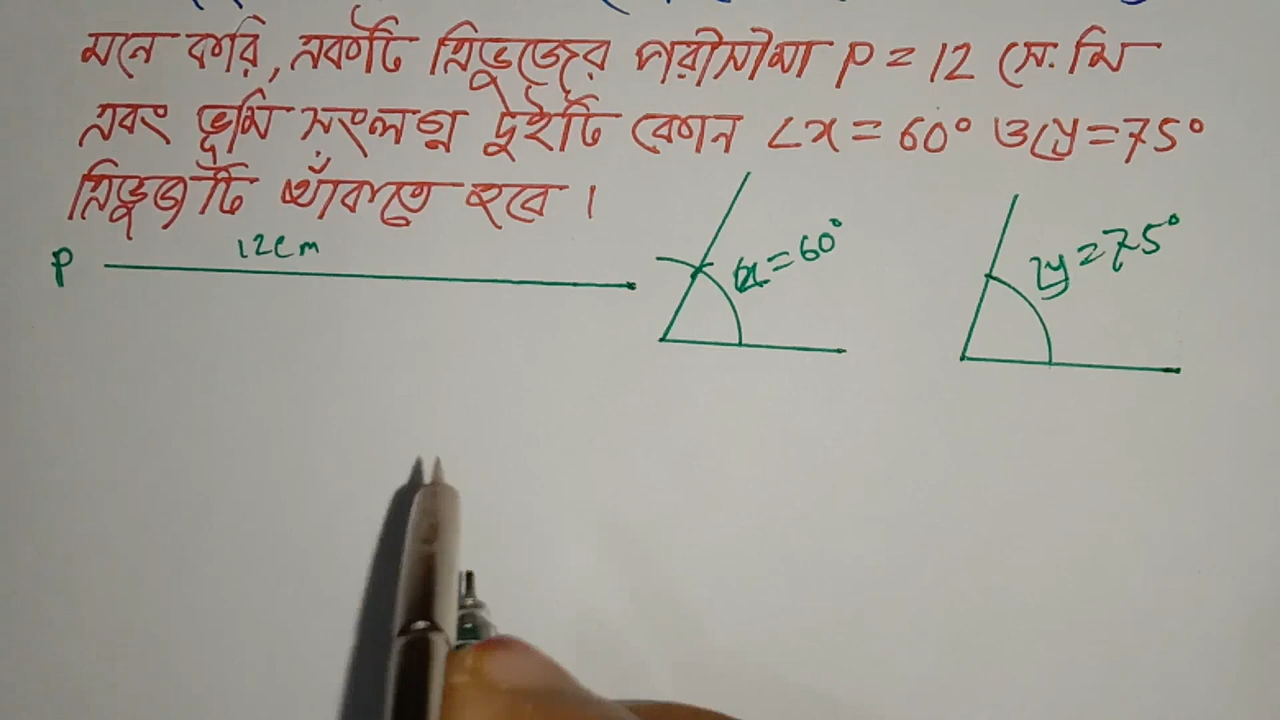 মনে করি, একটি ত্রিভুজের পরীসীমা P = 12 সে. মি
এবং ভূমি সংলগ্ন দুইটি কোন ∠x = 60° ও ∠y = 75°
ত্রিভুজটি আঁকতে হবে।
P 12cm
∠x = 60°
∠y = 75°